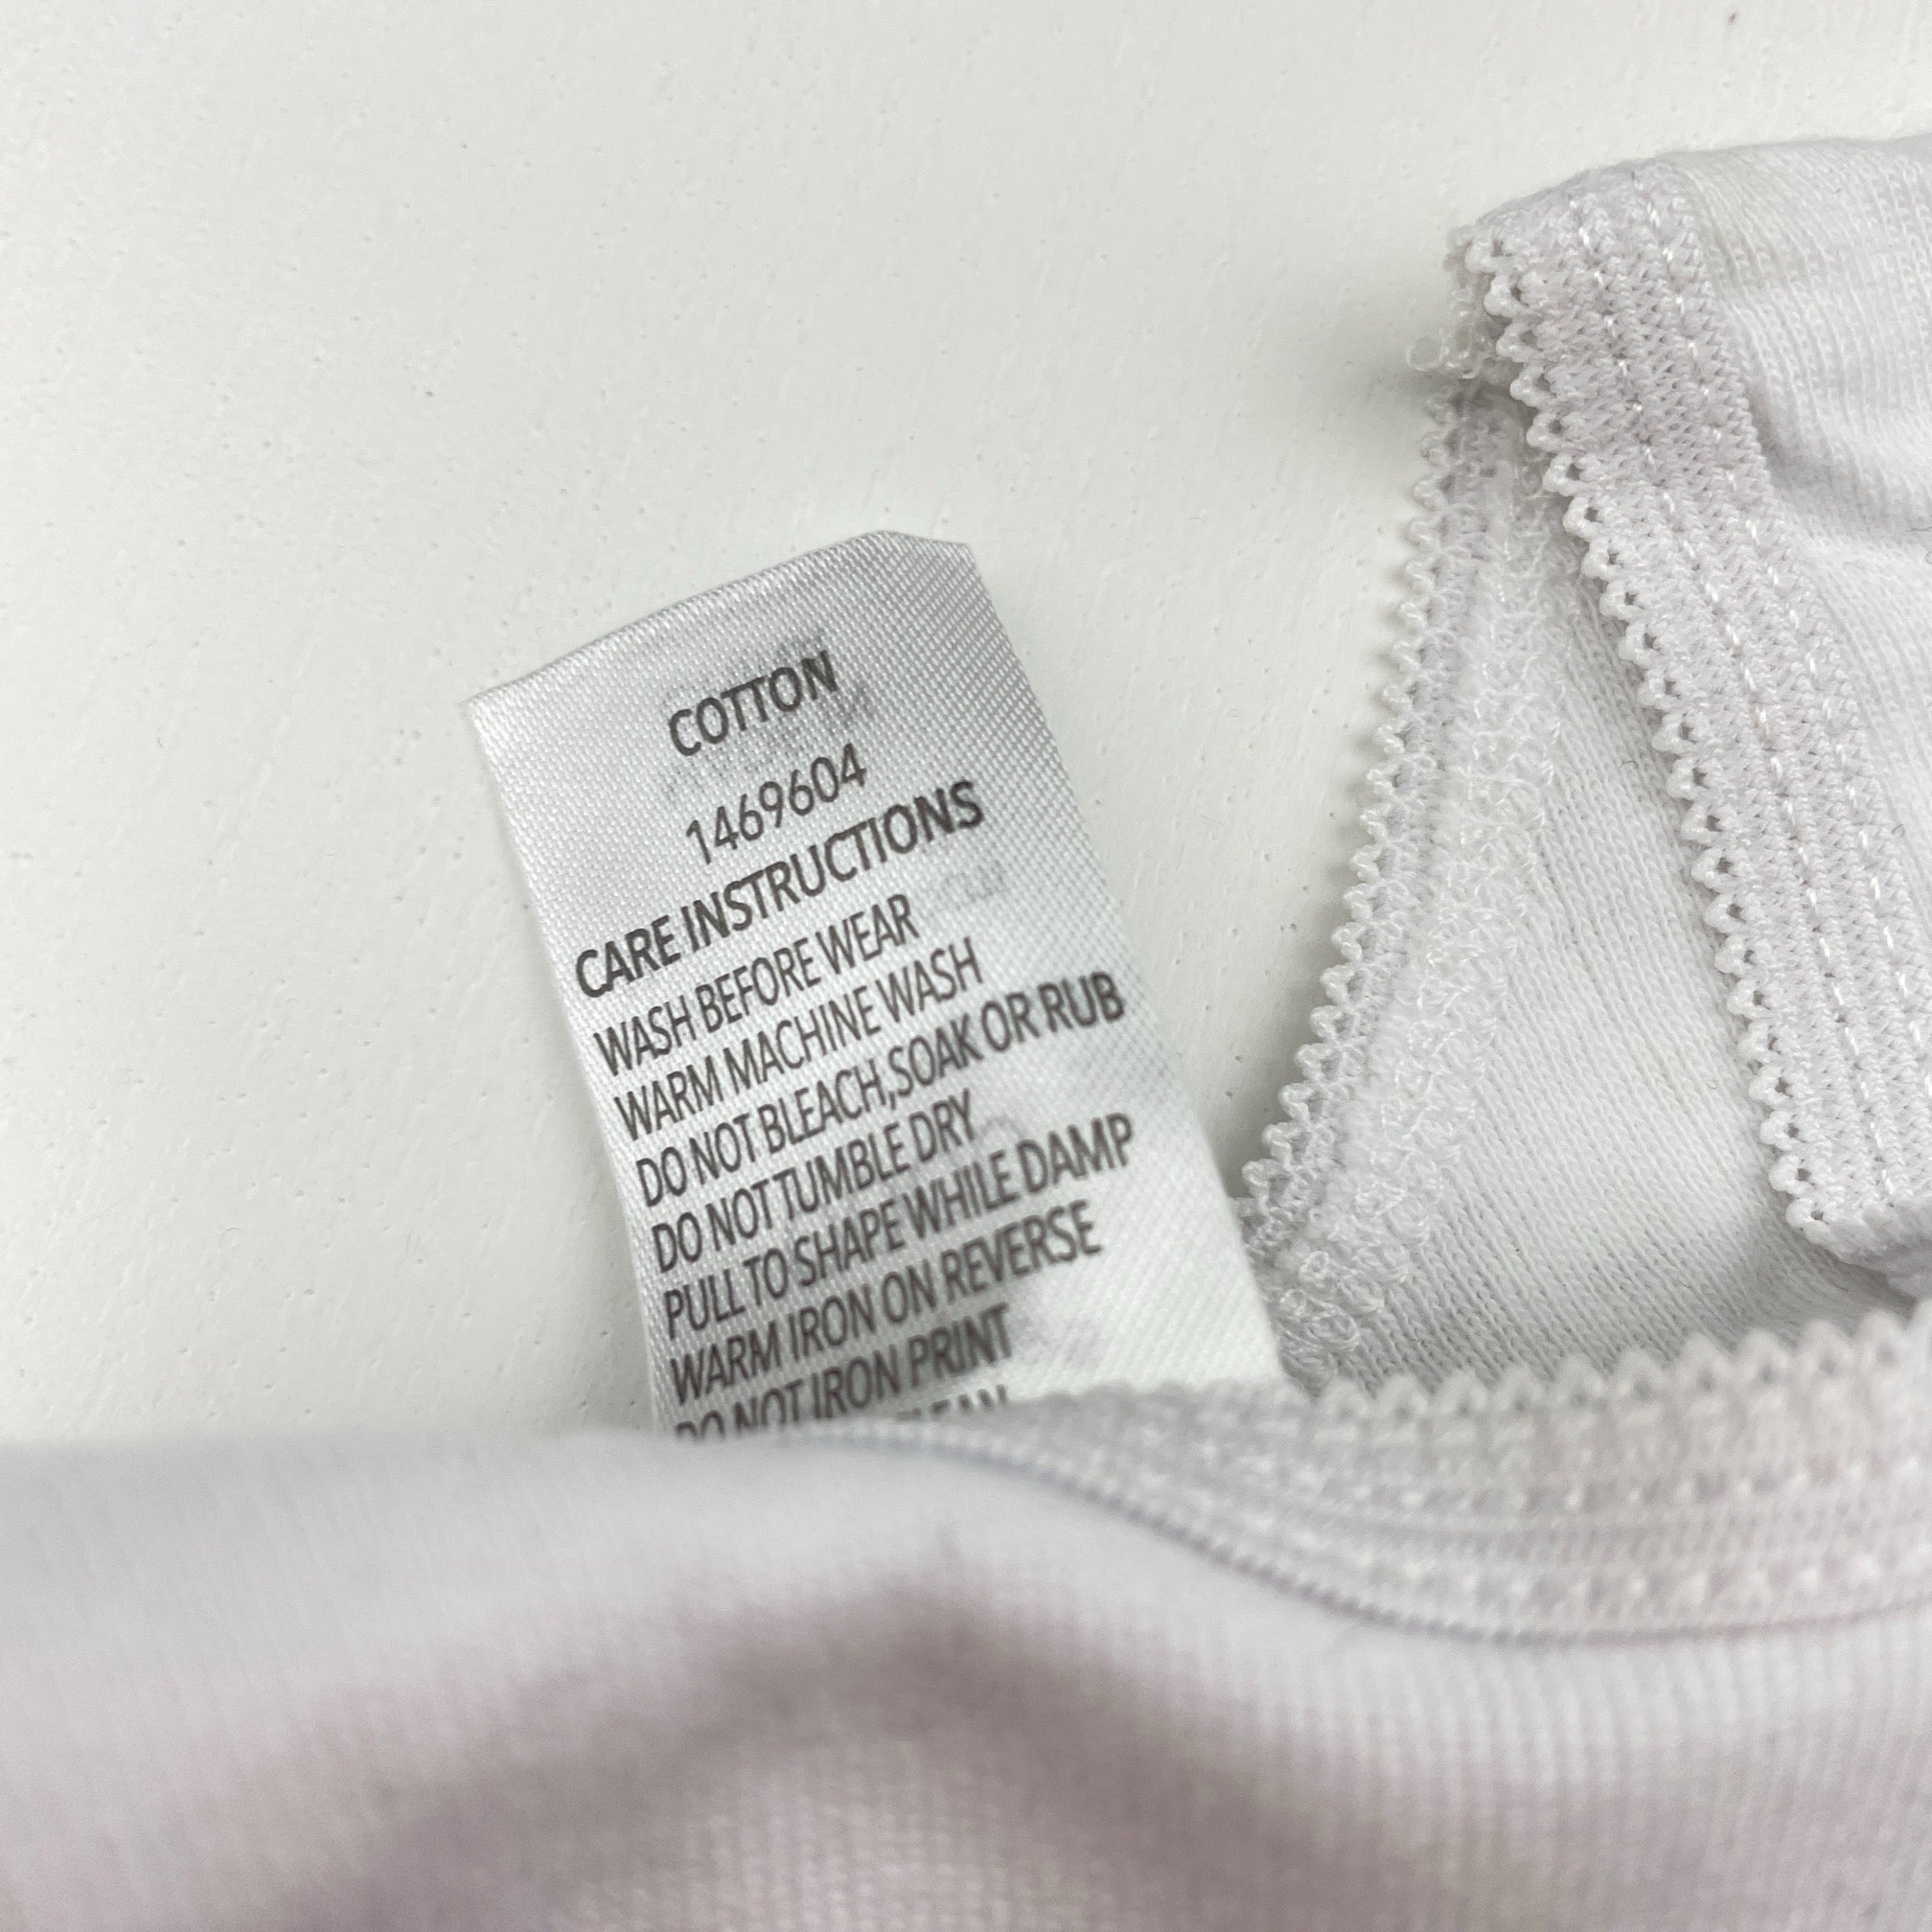 COTTON
1469604
CARE INSTRUCTIONS
WASH BEFORE WEAR
WARM MACHINE WASH
DO NOT BLEACH,SOAK OR RUB
DO NOT TUMBLE DRY
PULL TO SHAPE WHILE DAMP
WARM IRON ON REVERSE
DO NOT IRON PRINT